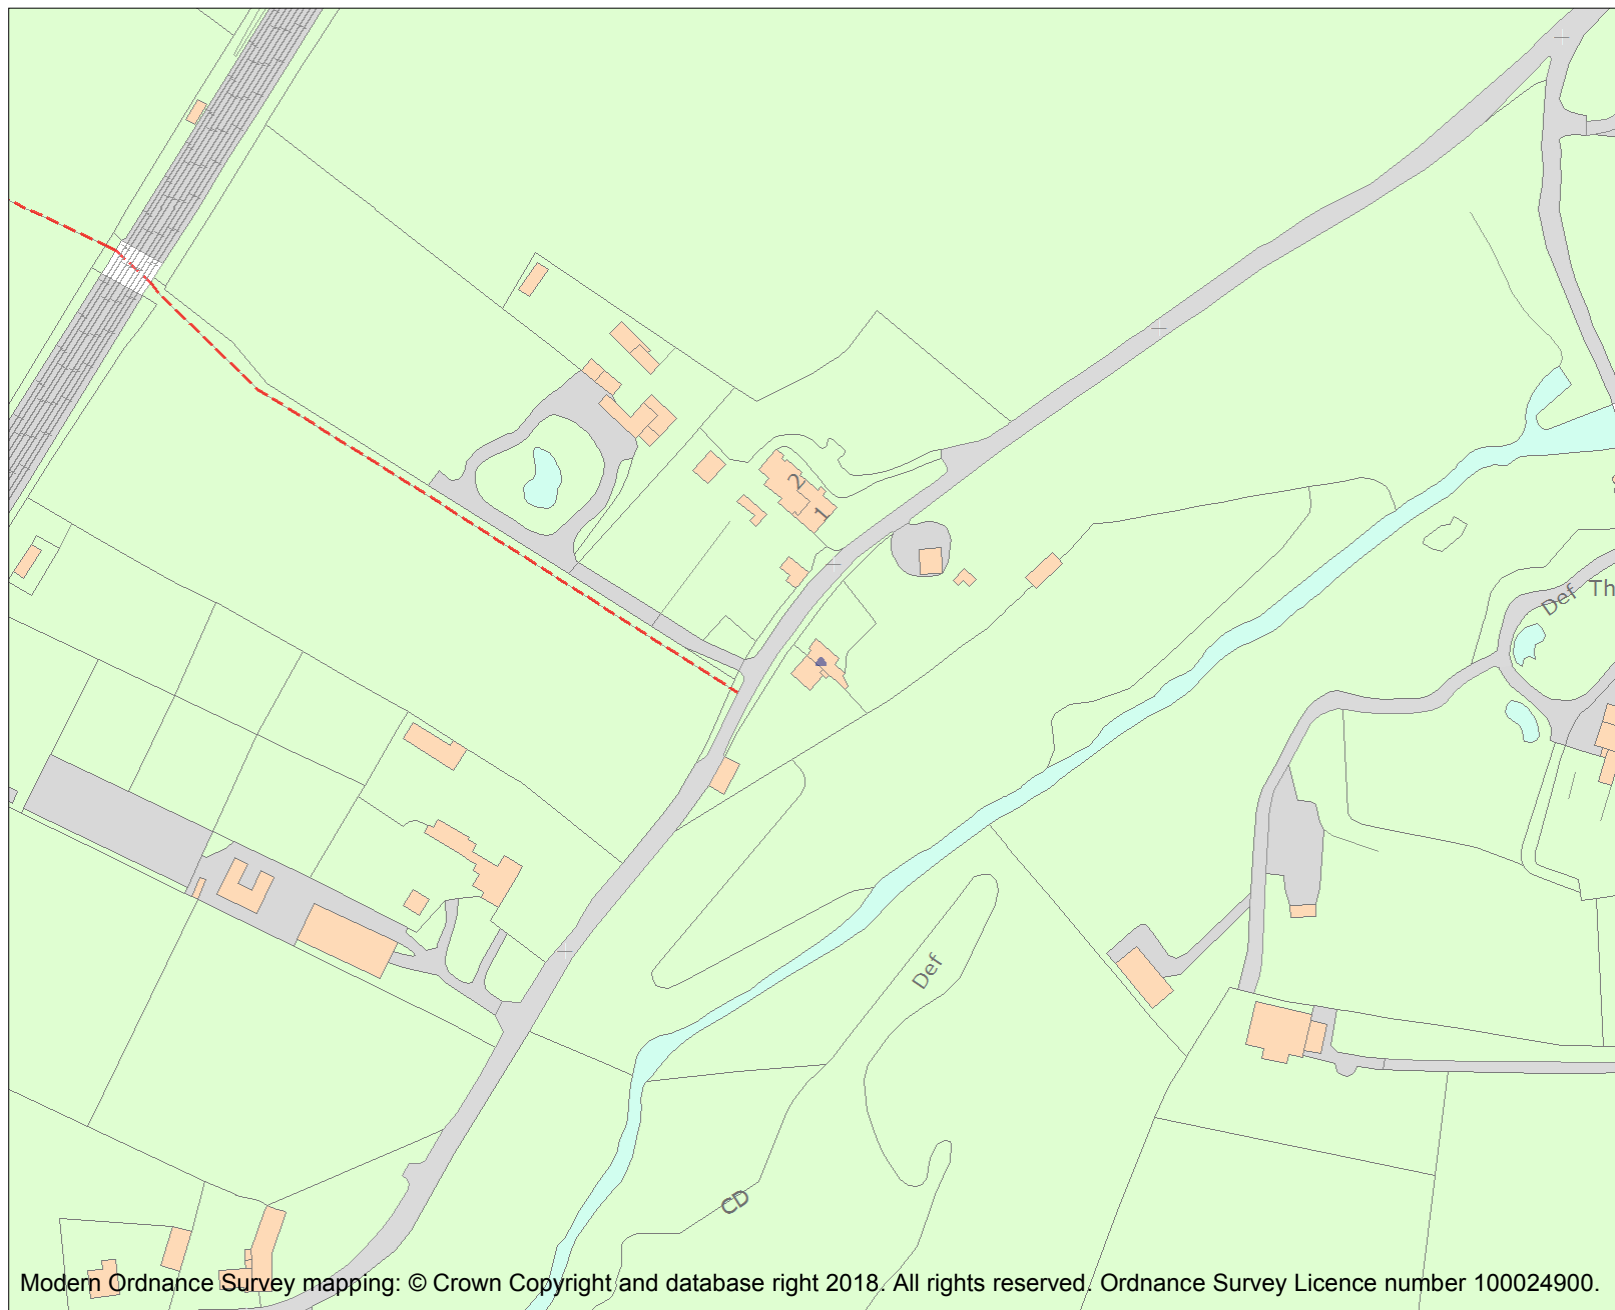 2
1
Def
Th
Def
CD
Modern Ordnance Survey mapping: © Crown Copyright and database right 2018. All rights reserved. Ordnance Survey Licence number 100024900.